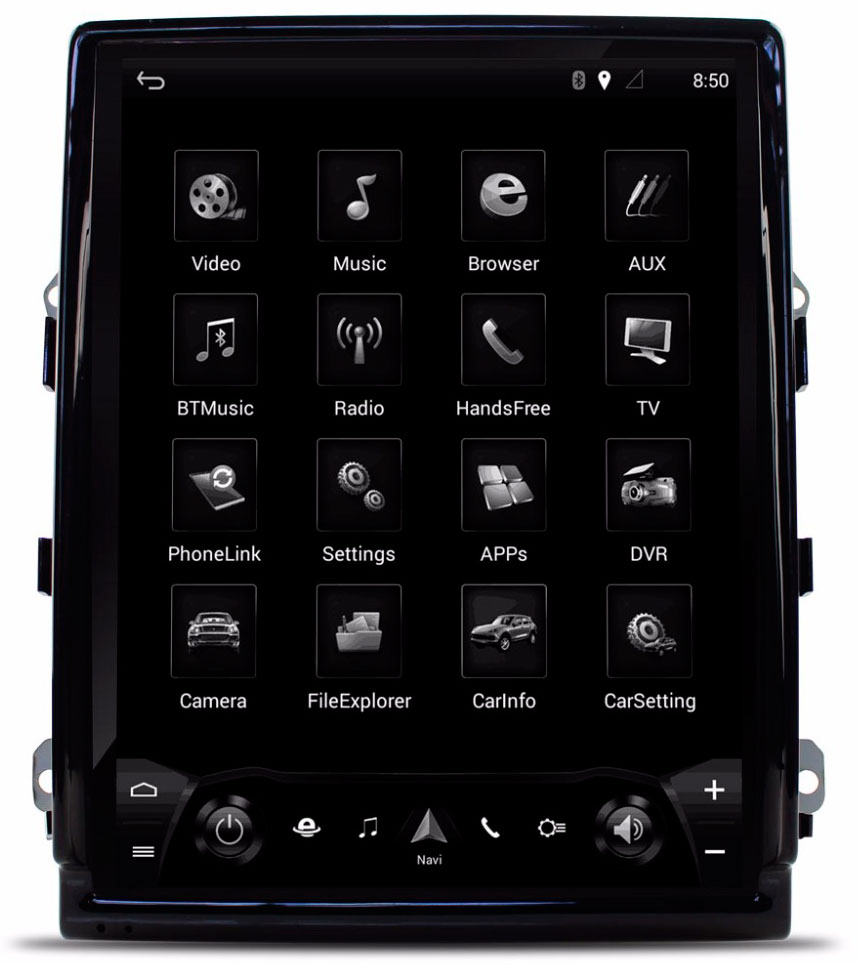 8:50
Video Music Browser AUX
BTMusic Radio HandsFree TV
PhoneLink Settings APPs DVR
Camera FileExplorer CarInfo CarSetting
Navi